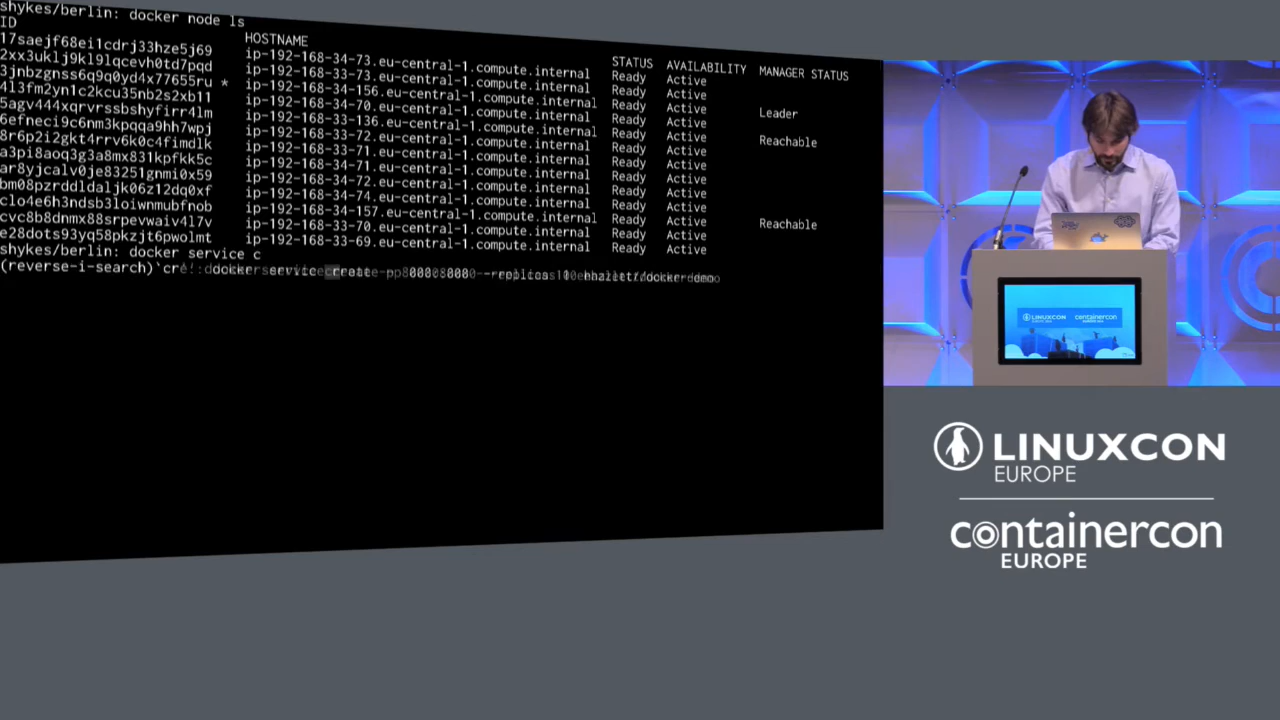 shykes/berlin: docker node ls
ID HOSTNAME STATUS AVAILABILITY MANAGER STATUS
17saejf68ei1cdrj33hze5j69 ip-192-168-34-73.eu-central-1.compute.internal Ready Active
2xx3uklj9kl9lqcevh0td7pqd ip-192-168-33-73.eu-central-1.compute.internal Ready Active
3jnbzgnss6q9q0yd4x77655ru * ip-192-168-34-156.eu-central-1.compute.internal Ready Active Leader
4l3fm2yn1c2kcu35nb2s2xb11 ip-192-168-34-70.eu-central-1.compute.internal Ready Active
5agv444xqrvrssbshyfirr4lm ip-192-168-33-136.eu-central-1.compute.internal Ready Active Reachable
6efneci9c6nm3kpqqa9hh7wpj ip-192-168-33-72.eu-central-1.compute.internal Ready Active
8r6p2i2gkt4rrv6k0c4fimdlk ip-192-168-33-71.eu-central-1.compute.internal Ready Active
a3pi8aoq3g3a8mx831kpfkk5c ip-192-168-34-71.eu-central-1.compute.internal Ready Active
ar8yjcalv0je83251gnmi0x59 ip-192-168-34-72.eu-central-1.compute.internal Ready Active
bm08pzrddldaljk06z12dq0xf ip-192-168-34-74.eu-central-1.compute.internal Ready Active
clo4e6h3ndsb3loiwnmubfnob ip-192-168-34-157.eu-central-1.compute.internal Ready Active Reachable
cvc8b8dnmx88srpevwaiv4l7v ip-192-168-33-70.eu-central-1.compute.internal Ready Active
e28dots93yq58pkzjt6pwolmt ip-192-168-33-69.eu-central-1.compute.internal Ready Active
shykes/berlin: docker service c
(reverse-i-search)`cre': docker service create
LINUXCON
containercon
LINUXCON
EUROPE
containercon
EUROPE